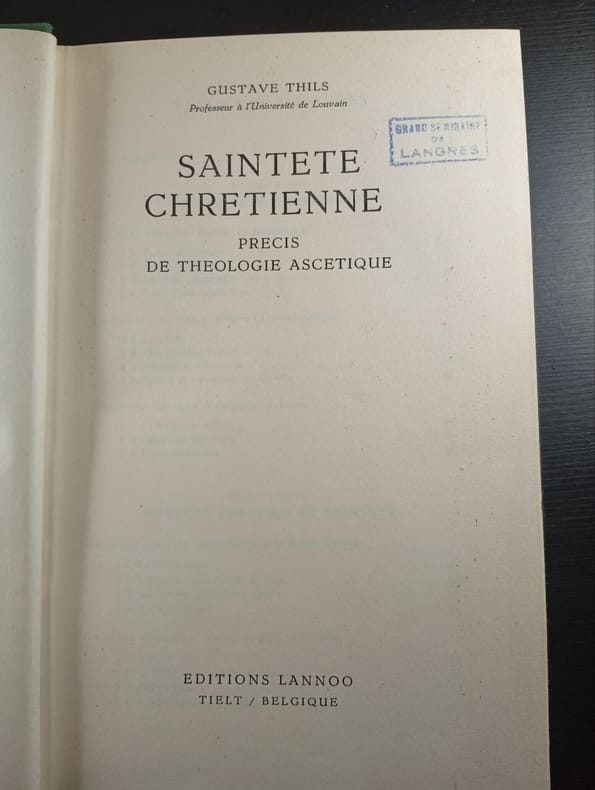 GUSTAVE THILS
Professeur à l'Université de Louvain
GRAND SEMINAIRE
DE
LANGRES
SAINTETE
CHRETIENNE
PRECIS
DE THEOLOGIE ASCETIQUE
EDITIONS LANNOO
TIELT / BELGIQUE